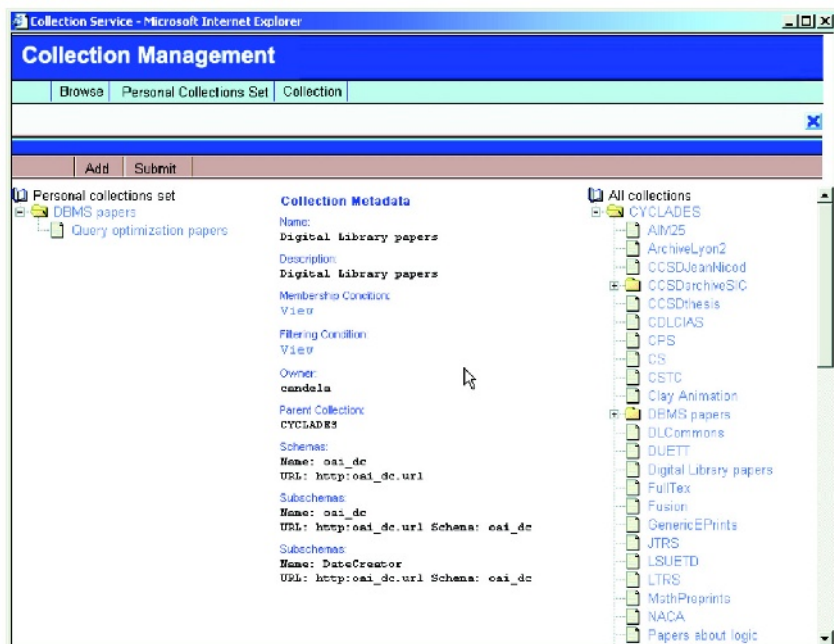 Collection Service - Microsoft Internet Explorer
Collection Management
Browse Personal Collections Set Collection
Add Submit
Personal collections set
DBMS papers
Query optimization papers
Collection Metadata
Name:
Digital Library papers
Description:
Digital Library papers
Membership Condition:
View
Filtering Condition:
View
Owner:
candela
Parent Collection:
CYCLADES
Schemas:
Name: oai_dc
URL: http:oai_dc.url
Subschemas:
Name: oai_dc
URL: http:oai_dc.url Schema: oai_dc
Subschemas:
Name: DateCreator
URL: http:oai_dc.url Schema: oai_dc
All collections
CYCLADES
AIM25
ArchiveLyon2
CCSDJeanNicod
CCSDarchiveSIC
CCSDthesis
CDLCIAS
CPS
CS
CSTC
Clay Animation
DBMS papers
DLCommons
DUETT
Digital Library papers
FullTex
Fusion
GenericEPrints
JTRS
LSUETD
LTRS
MathPreprints
NACA
Papers about logic